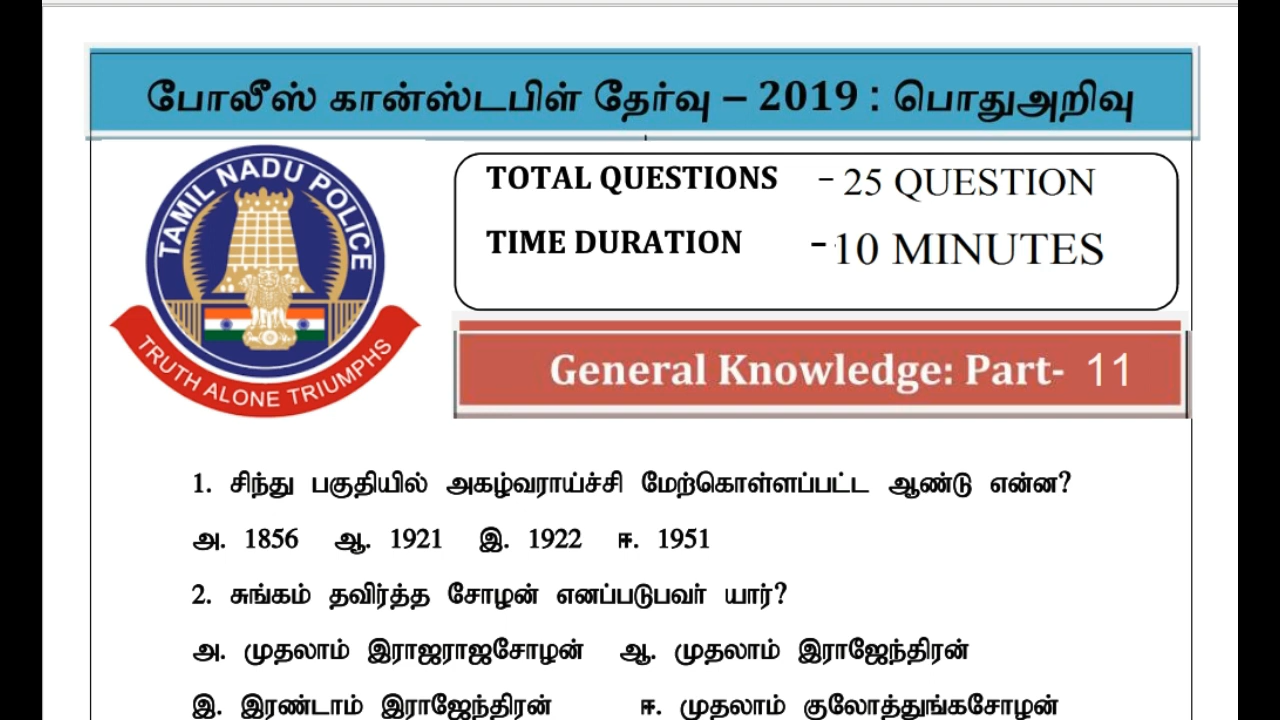 போலீஸ் கான்ஸ்டபிள் தேர்வு – 2019 : பொதுஅறிவு
TAMIL NADU POLICE
TRUTH ALONE TRIUMPHS
TOTAL QUESTIONS - 25 QUESTION
TIME DURATION - 10 MINUTES
General Knowledge: Part- 11
1. சிந்து பகுதியில் அகழ்வராய்ச்சி மேற்கொள்ளப்பட்ட ஆண்டு என்ன?
அ. 1856 ஆ. 1921 இ. 1922 ஈ. 1951
2. சுங்கம் தவிர்த்த சோழன் எனப்படுபவர் யார்?
அ. முதலாம் இராஜராஜசோழன் ஆ. முதலாம் இராஜேந்திரன்
இ. இரண்டாம் இராஜேந்திரன் ஈ. முதலாம் குலோத்துங்கசோழன்